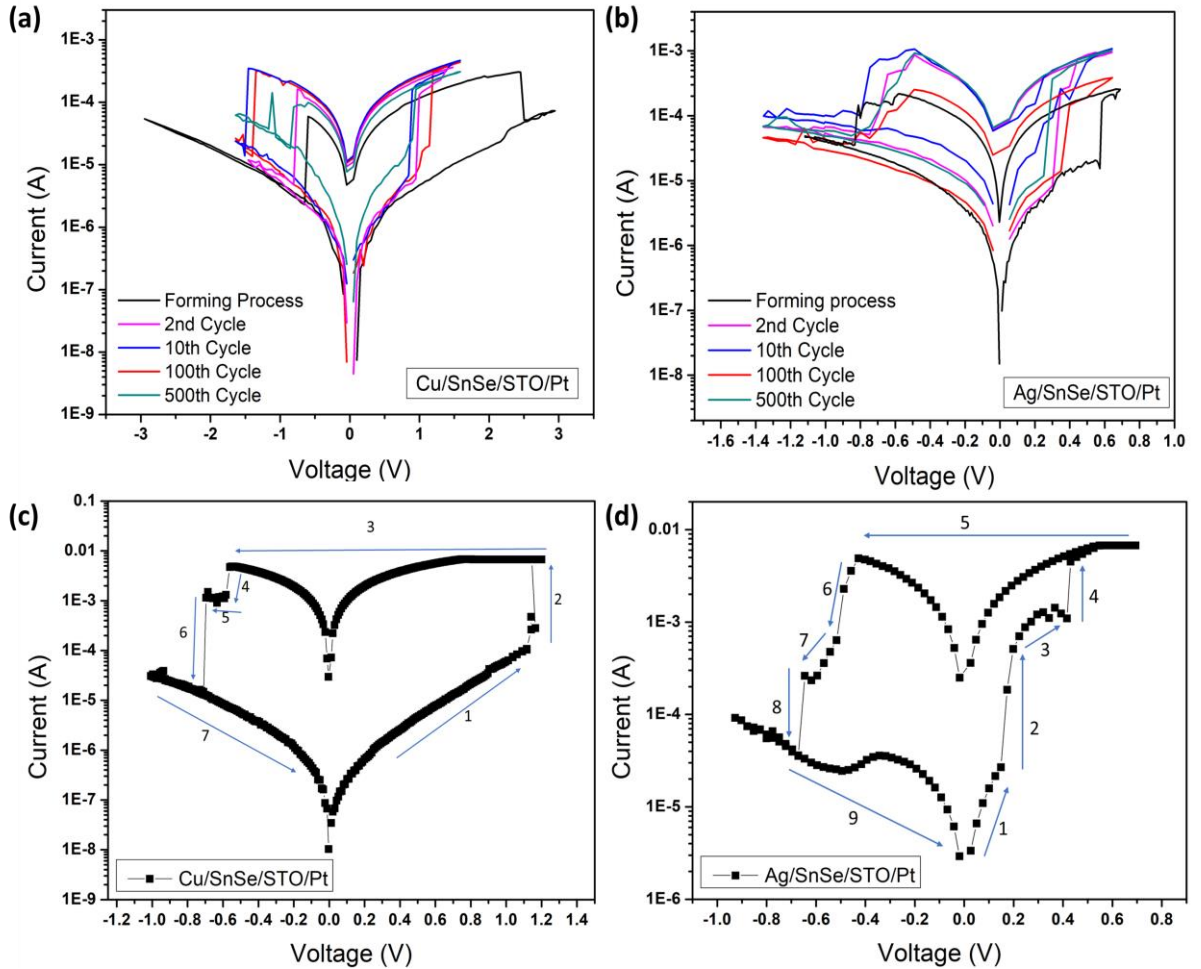 (a)
Current (A)
1E-3
1E-4
1E-5
1E-6
1E-7
1E-8
1E-9
Forming Process
2nd Cycle
10th Cycle
100th Cycle
500th Cycle
Cu/SnSe/STO/Pt
-3 -2 -1 0 1 2 3
Voltage (V)
(b)
Current (A)
1E-3
1E-4
1E-5
1E-6
1E-7
1E-8
Forming process
2nd Cycle
10th Cycle
100th Cycle
500th Cycle
Ag/SnSe/STO/Pt
-1.6 -1.4 -1.2 -1.0 -0.8 -0.6 -0.4 -0.2 0.0 0.2 0.4 0.6 0.8 1.0
Voltage (V)
(c)
Current (A)
0.1
0.01
1E-3
1E-4
1E-5
1E-6
1E-7
1E-8
1E-9
3
4
5
6
2
1
7
Cu/SnSe/STO/Pt
-1.0 -0.8 -0.6 -0.4 -0.2 0.0 0.2 0.4 0.6 0.8 1.0 1.2
Voltage (V)
(d)
Current (A)
0.01
1E-3
1E-4
1E-5
1E-6
5
6
4
7
3
8
2
9
1
Ag/SnSe/STO/Pt
-1.0 -0.8 -0.6 -0.4 -0.2 0.0 0.2 0.4 0.6 0.8
Voltage (V)